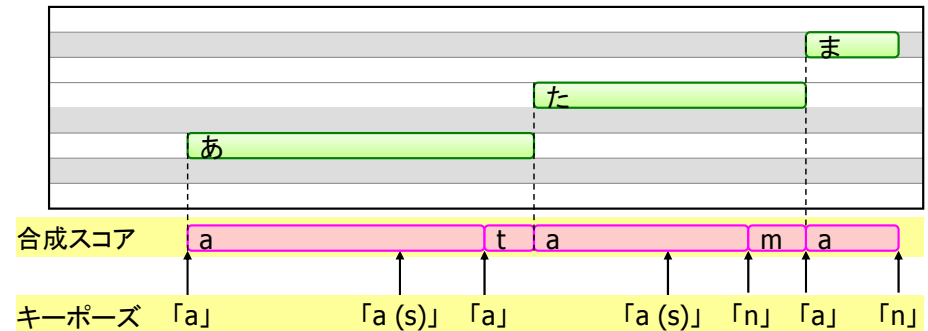 ま
た
あ
合成スコア a t a m a
キーポーズ 「a」 「a (s)」 「a」 「a (s)」 「n」 「a」 「n」